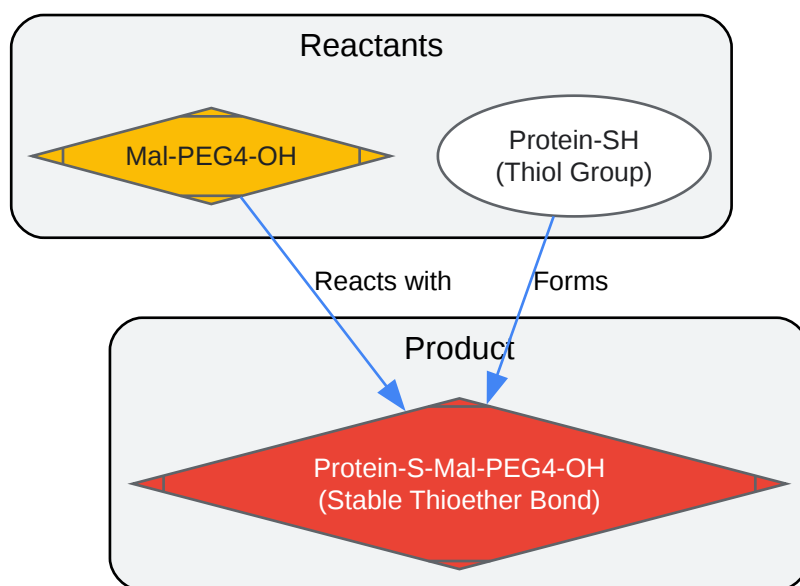 Reactants
Mal-PEG4-OH
Protein-SH
(Thiol Group)
Reacts with
Forms
Product
Protein-S-Mal-PEG4-OH
(Stable Thioether Bond)